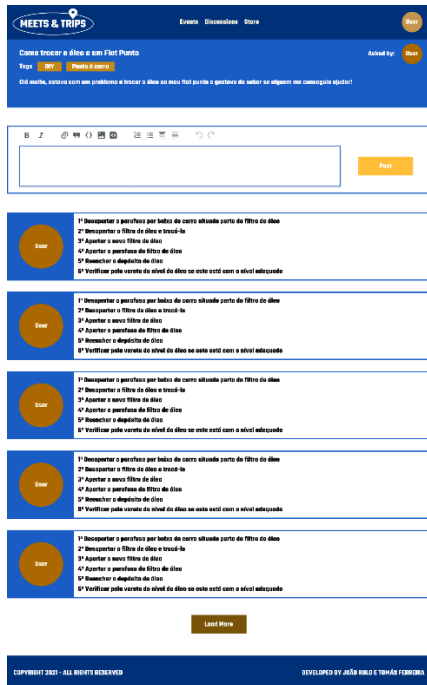 MEETS & TRIPS
Events Discussions Store
User
Como trocar o óleo a um Fiat Punto
Asked by: User
Tags DIY Punto é carro
Olá malta, estava com um problema a trocar o óleo ao meu fiat punto e gostava de saber se alguem me conseguia ajudar!
B I
Post
User
1º Desapertar o parafuso por baixo do carro situado perto do filtro de óleo
2º Desapertar o filtro de óleo e trocá-lo
3º Apertar o novo filtro de óleo
4º Apertar o parafuso do filtro de óleo
5º Reencher o depósito de óleo
6º Verificar pela vareta do nível do óleo se este está com o nível adequado
User
1º Desapertar o parafuso por baixo do carro situado perto do filtro de óleo
2º Desapertar o filtro de óleo e trocá-lo
3º Apertar o novo filtro de óleo
4º Apertar o parafuso do filtro de óleo
5º Reencher o depósito de óleo
6º Verificar pela vareta do nível do óleo se este está com o nível adequado
User
1º Desapertar o parafuso por baixo do carro situado perto do filtro de óleo
2º Desapertar o filtro de óleo e trocá-lo
3º Apertar o novo filtro de óleo
4º Apertar o parafuso do filtro de óleo
5º Reencher o depósito de óleo
6º Verificar pela vareta do nível do óleo se este está com o nível adequado
User
1º Desapertar o parafuso por baixo do carro situado perto do filtro de óleo
2º Desapertar o filtro de óleo e trocá-lo
3º Apertar o novo filtro de óleo
4º Apertar o parafuso do filtro de óleo
5º Reencher o depósito de óleo
6º Verificar pela vareta do nível do óleo se este está com o nível adequado
User
1º Desapertar o parafuso por baixo do carro situado perto do filtro de óleo
2º Desapertar o filtro de óleo e trocá-lo
3º Apertar o novo filtro de óleo
4º Apertar o parafuso do filtro de óleo
5º Reencher o depósito de óleo
6º Verificar pela vareta do nível do óleo se este está com o nível adequado
Load More
COPYRIGHT 2021 - ALL RIGHTS RESERVED
DEVELOPED BY JOÃO ROLO E TOMÁS FERREIRA